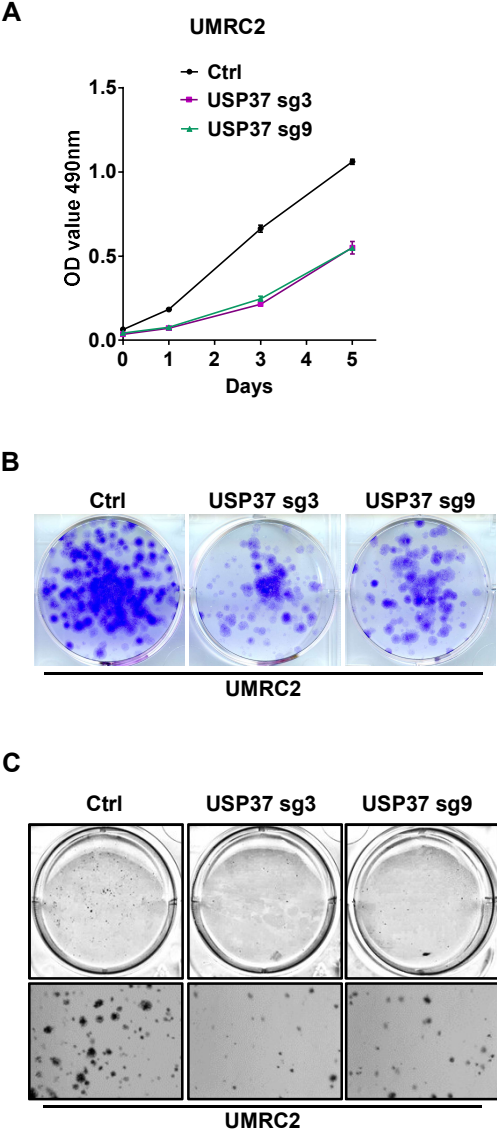 A
UMRC2
Ctrl
USP37 sg3
USP37 sg9
OD value 490nm
1.5
1.0
0.5
0.0
0 1 2 3 4 5
Days
B
Ctrl USP37 sg3 USP37 sg9
UMRC2
C
Ctrl USP37 sg3 USP37 sg9
UMRC2